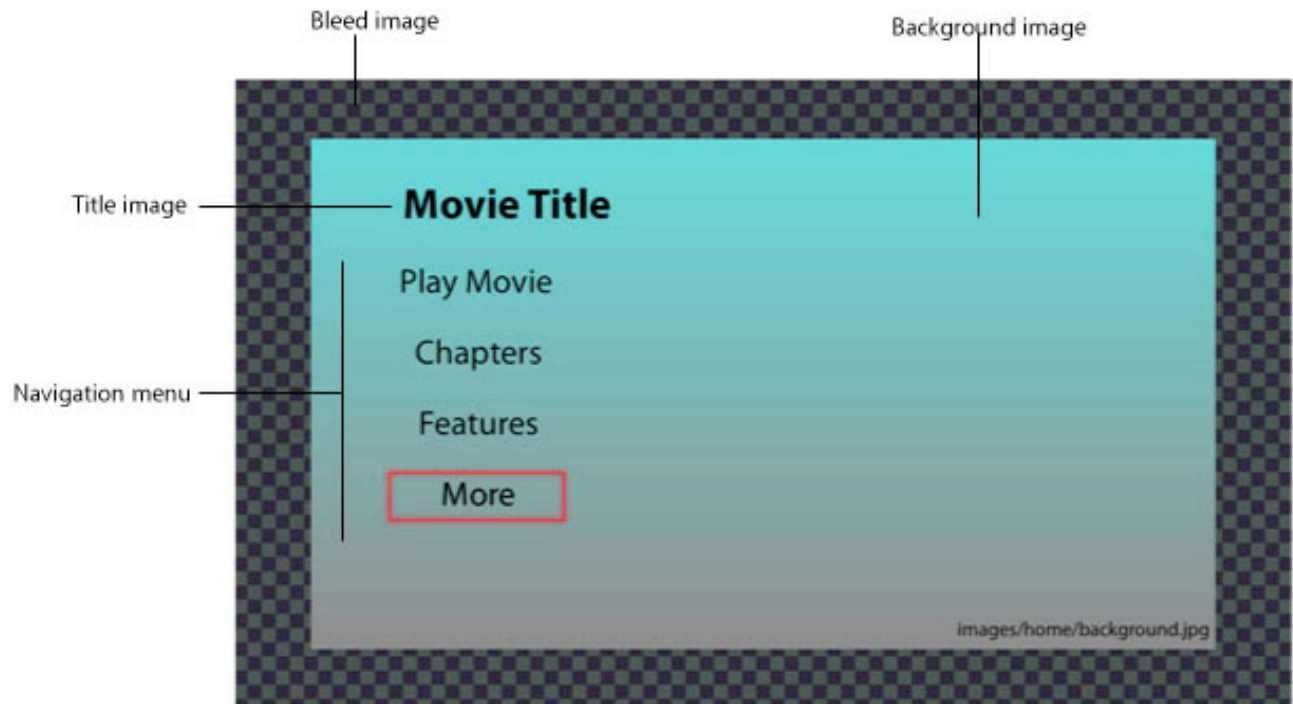 Bleed image
Background image
Title image
Movie Title
Play Movie
Chapters
Navigation menu
Features
More
images/home/background.jpg